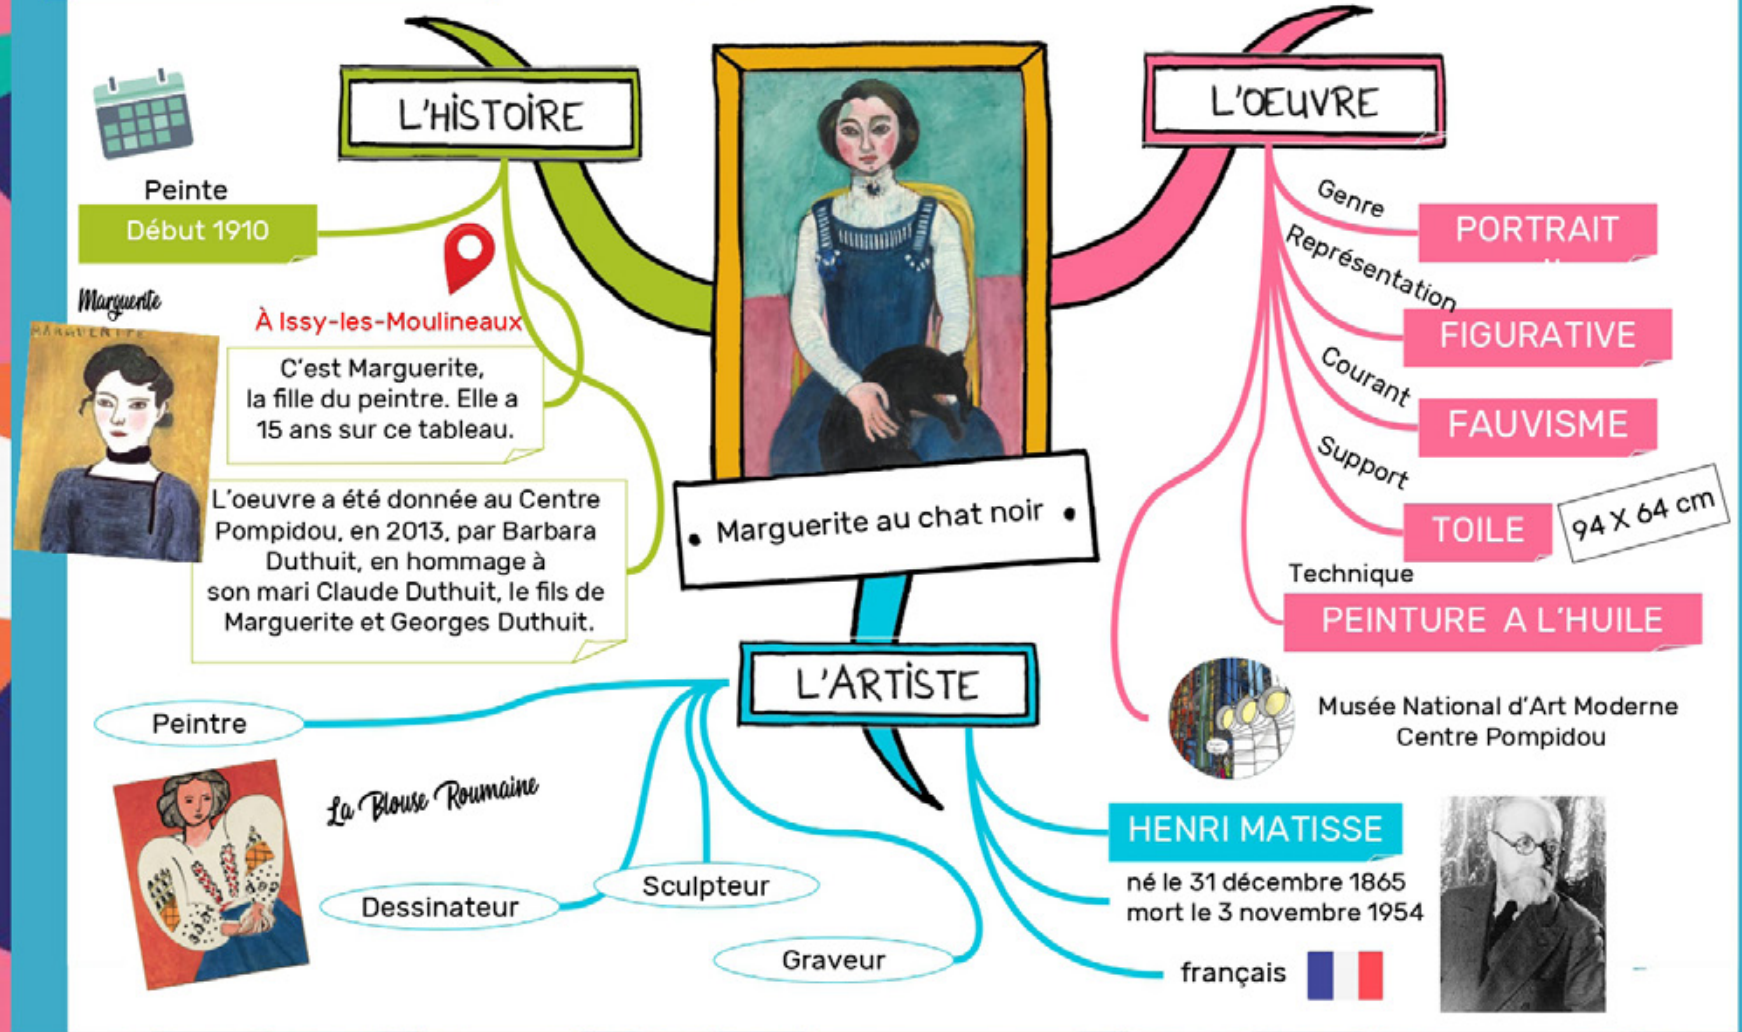 L'HISTOIRE
Peinte
Début 1910
À Issy-les-Moulineaux
Marguerite
MARGUERITE
C'est Marguerite,
la fille du peintre. Elle a
15 ans sur ce tableau.
L'oeuvre a été donnée au Centre
Pompidou, en 2013, par Barbara
Duthuit, en hommage à
son mari Claude Duthuit, le fils de
Marguerite et Georges Duthuit.
Marguerite au chat noir
L'OEUVRE
Genre
PORTRAIT
Représentation
FIGURATIVE
Courant
FAUVISME
Support
TOILE
94 X 64 cm
Technique
PEINTURE A L'HUILE
Musée National d'Art Moderne
Centre Pompidou
L'ARTISTE
Peintre
La Blouse Roumaine
Dessinateur
Sculpteur
Graveur
HENRI MATISSE
né le 31 décembre 1865
mort le 3 novembre 1954
français